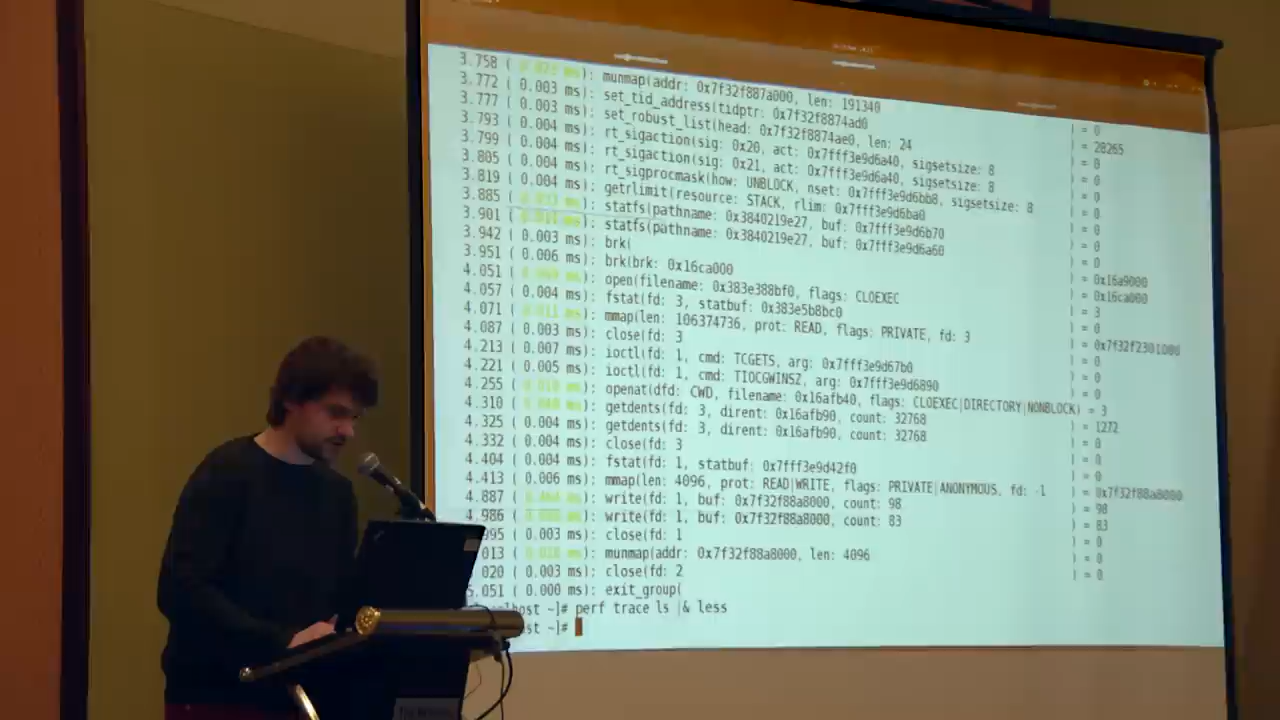 3.758 ( ms): munmap(addr: 0x7f32f887a000, len: 191340 ) = 0
3.772 ( 0.003 ms): set_tid_address(tidptr: 0x7f32f8874ad0 ) = 28265
3.777 ( 0.003 ms): set_robust_list(head: 0x7f32f8874ae0, len: 24 ) = 0
3.793 ( 0.004 ms): rt_sigaction(sig: 0x20, act: 0x7fff3e9d6a40, sigsetsize: 8 ) = 0
3.799 ( 0.004 ms): rt_sigaction(sig: 0x21, act: 0x7fff3e9d6a40, sigsetsize: 8 ) = 0
3.805 ( 0.004 ms): rt_sigprocmask(how: UNBLOCK, nset: 0x7fff3e9d6bb8, sigsetsize: 8 ) = 0
3.819 ( 0.004 ms): getrlimit(resource: STACK, rlim: 0x7fff3e9d6ba0 ) = 0
3.885 ( ms): statfs(pathname: 0x3840219e27, buf: 0x7fff3e9d6b70 ) = 0
3.901 ( ms): statfs(pathname: 0x3840219e27, buf: 0x7fff3e9d6a60 ) = 0
3.942 ( 0.003 ms): brk( ) = 0x16a9000
3.951 ( 0.006 ms): brk(brk: 0x16ca000 ) = 0x16ca000
4.051 ( ms): open(filename: 0x383e388bf0, flags: CLOEXEC ) = 3
4.057 ( 0.004 ms): fstat(fd: 3, statbuf: 0x383e5b8bc0 ) = 0
4.071 ( 0.011 ms): mmap(len: 106374736, prot: READ, flags: PRIVATE, fd: 3 ) = 0x7f32f2301000
4.087 ( 0.003 ms): close(fd: 3 ) = 0
4.213 ( 0.007 ms): ioctl(fd: 1, cmd: TCGETS, arg: 0x7fff3e9d67b0 ) = 0
4.221 ( 0.005 ms): ioctl(fd: 1, cmd: TIOCGWINSZ, arg: 0x7fff3e9d6890 ) = 0
4.255 ( ms): openat(dfd: CWD, filename: 0x16afb40, flags: CLOEXEC|DIRECTORY|NONBLOCK) = 3
4.310 ( ms): getdents(fd: 3, dirent: 0x16afb90, count: 32768 ) = 1272
4.325 ( 0.004 ms): getdents(fd: 3, dirent: 0x16afb90, count: 32768 ) = 0
4.332 ( 0.004 ms): close(fd: 3 ) = 0
4.404 ( 0.004 ms): fstat(fd: 1, statbuf: 0x7fff3e9d42f0 ) = 0
4.413 ( 0.006 ms): mmap(len: 4096, prot: READ|WRITE, flags: PRIVATE|ANONYMOUS, fd: -1 ) = 0x7f32f88a8000
4.887 ( ms): write(fd: 1, buf: 0x7f32f88a8000, count: 98 ) = 98
4.986 ( ms): write(fd: 1, buf: 0x7f32f88a8000, count: 83 ) = 83
995 ( 0.003 ms): close(fd: 1 ) = 0
013 ( ms): munmap(addr: 0x7f32f88a8000, len: 4096 ) = 0
020 ( 0.003 ms): close(fd: 2 ) = 0
5.051 ( 0.000 ms): exit_group(
lhost ~]# perf trace ls |& less
st ~]#